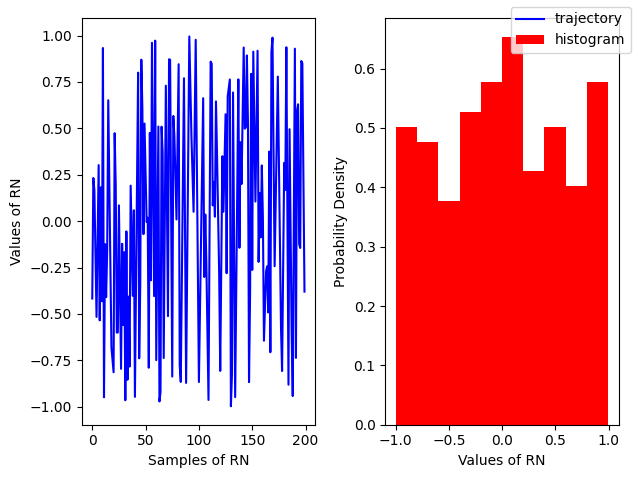 trajectory
histogram
1.00
0.75
0.50
0.25
0.00
−0.25
−0.50
−0.75
−1.00
Values of RN
0 50 100 150 200
Samples of RN
0.6
0.5
0.4
0.3
0.2
0.1
0.0
Probability Density
−1.0 −0.5 0.0 0.5 1.0
Values of RN